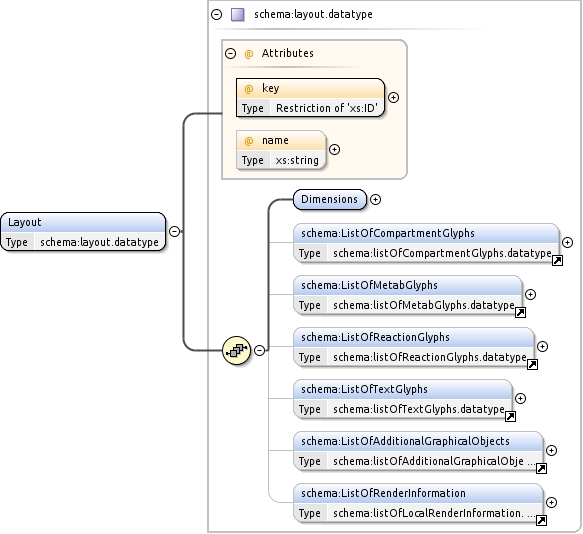 schema:layout.datatype
Attributes
key
Type Restriction of 'xs:ID'
name
Type xs:string
Layout
Type schema:layout.datatype
Dimensions
schema:ListOfCompartmentGlyphs
Type schema:listOfCompartmentGlyphs.datatype
schema:ListOfMetabGlyphs
Type schema:listOfMetabGlyphs.datatype
schema:ListOfReactionGlyphs
Type schema:listOfReactionGlyphs.datatype
schema:ListOfTextGlyphs
Type schema:listOfTextGlyphs.datatype
schema:ListOfAdditionalGraphicalObjects
Type schema:listOfAdditionalGraphicalObje ...
schema:ListOfRenderInformation
Type schema:listOfLocalRenderInformation. ...